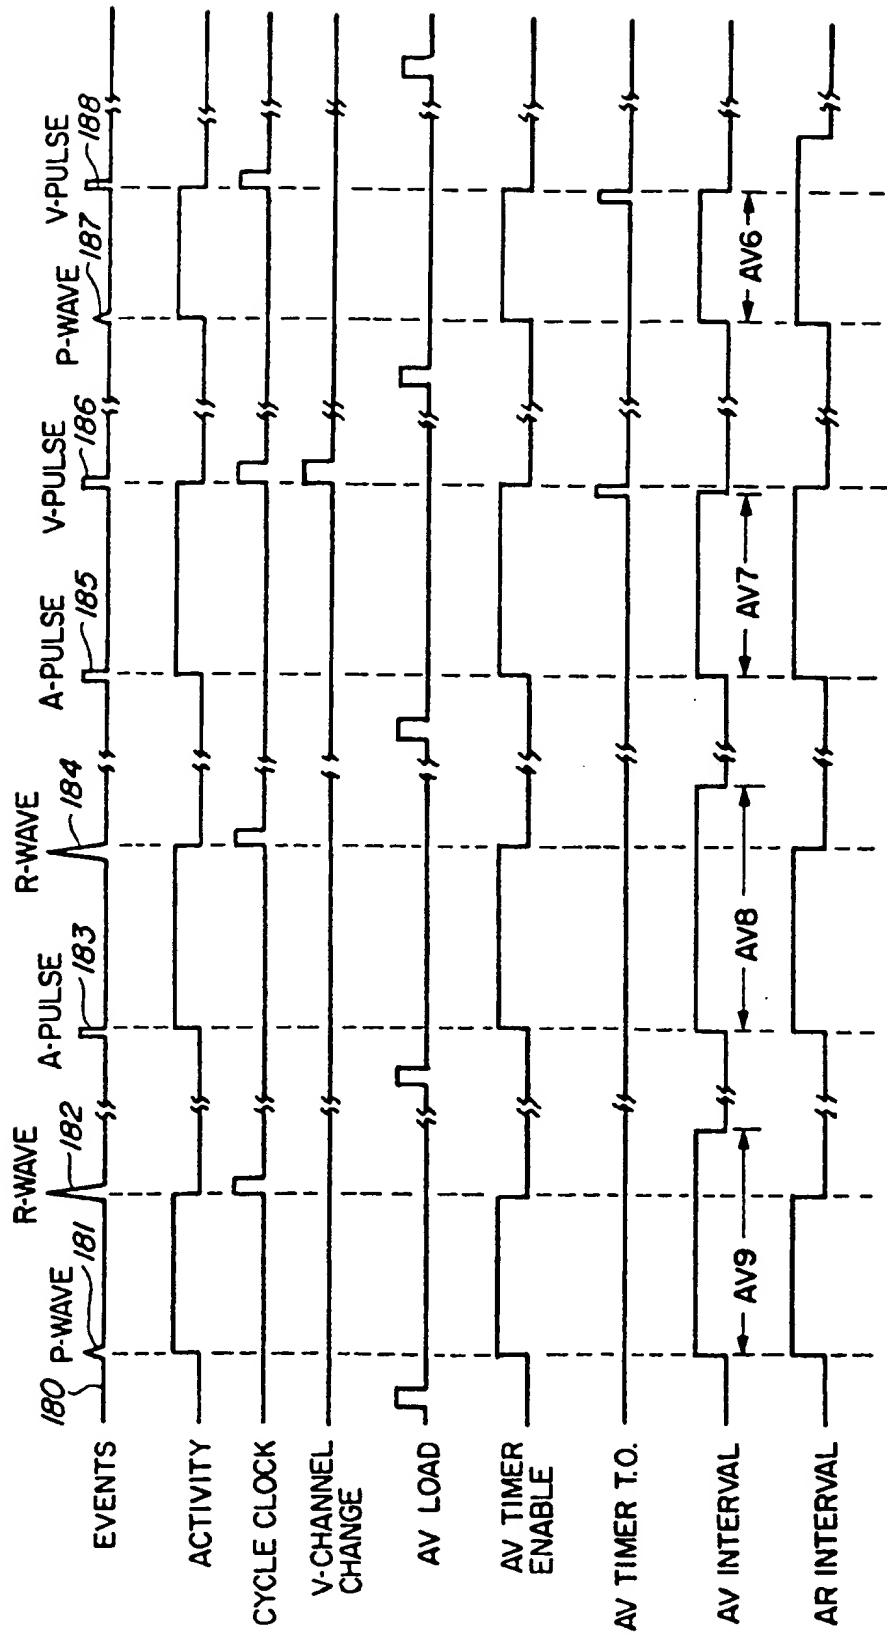 180 P-WAVE 181
R-WAVE 182
A-PULSE 183
R-WAVE 184
A-PULSE 185
V-PULSE 186
P-WAVE 187
V-PULSE 188
EVENTS
ACTIVITY
CYCLE CLOCK
V-CHANNEL
CHANGE
AV LOAD
AV TIMER
ENABLE
AV TIMER T.O.
AV INTERVAL
AV9
AV8
AV7
AV6
AR INTERVAL